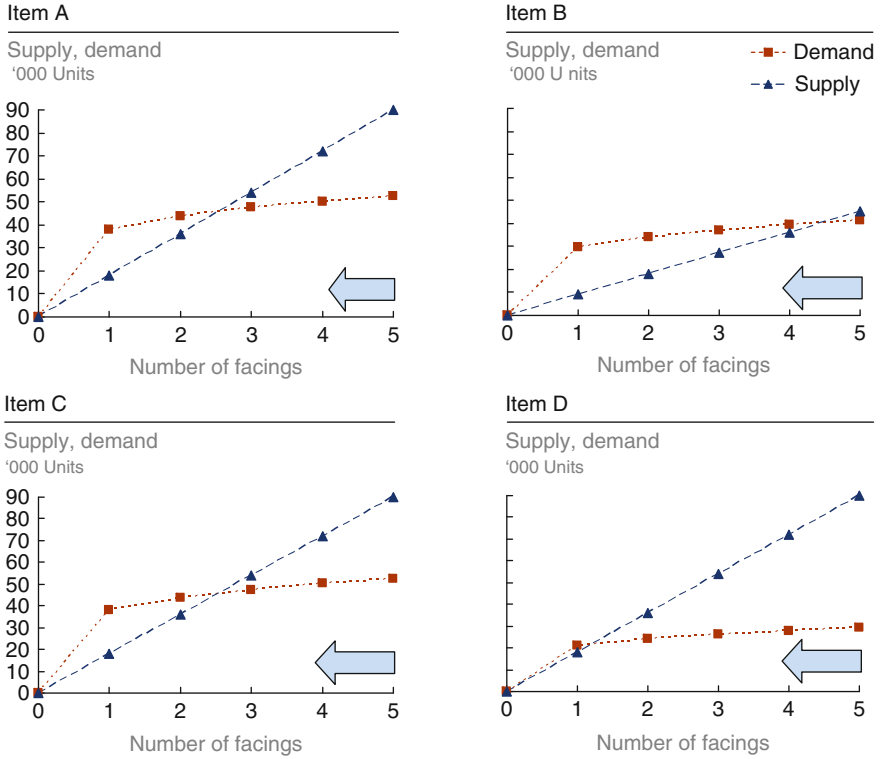 Item A
Supply, demand
‘000 Units
90
80
70
60
50
40
30
20
10
0
0 1 2 3 4 5
Number of facings
Item B
Supply, demand
‘000 U nits
Demand
Supply
0 1 2 3 4 5
Number of facings
Item C
Supply, demand
‘000 Units
90
80
70
60
50
40
30
20
10
0
0 1 2 3 4 5
Number of facings
Item D
Supply, demand
‘000 Units
0 1 2 3 4 5
Number of facings